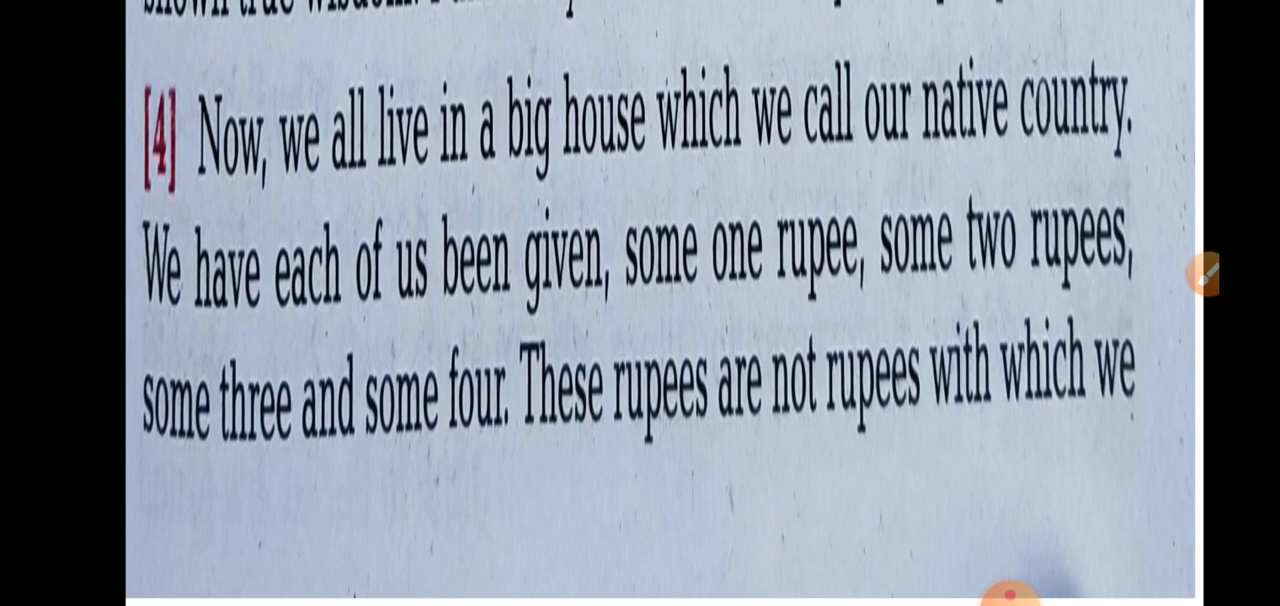 [4] Now, we all live in a big house which we call our native country.
We have each of us been given, some one rupee, some two rupees,
some three and some four. These rupees are not rupees with which we